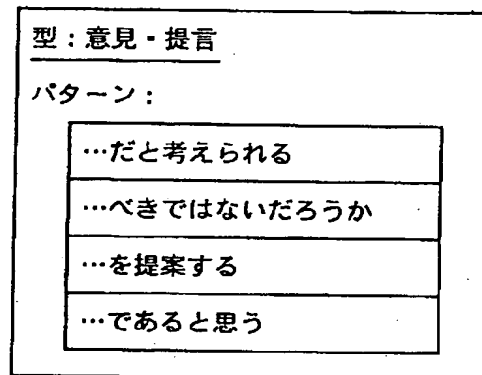 型：意見・提言
パターン：
…だと考えられる
…べきではないだろうか
…を提案する
…であると思う